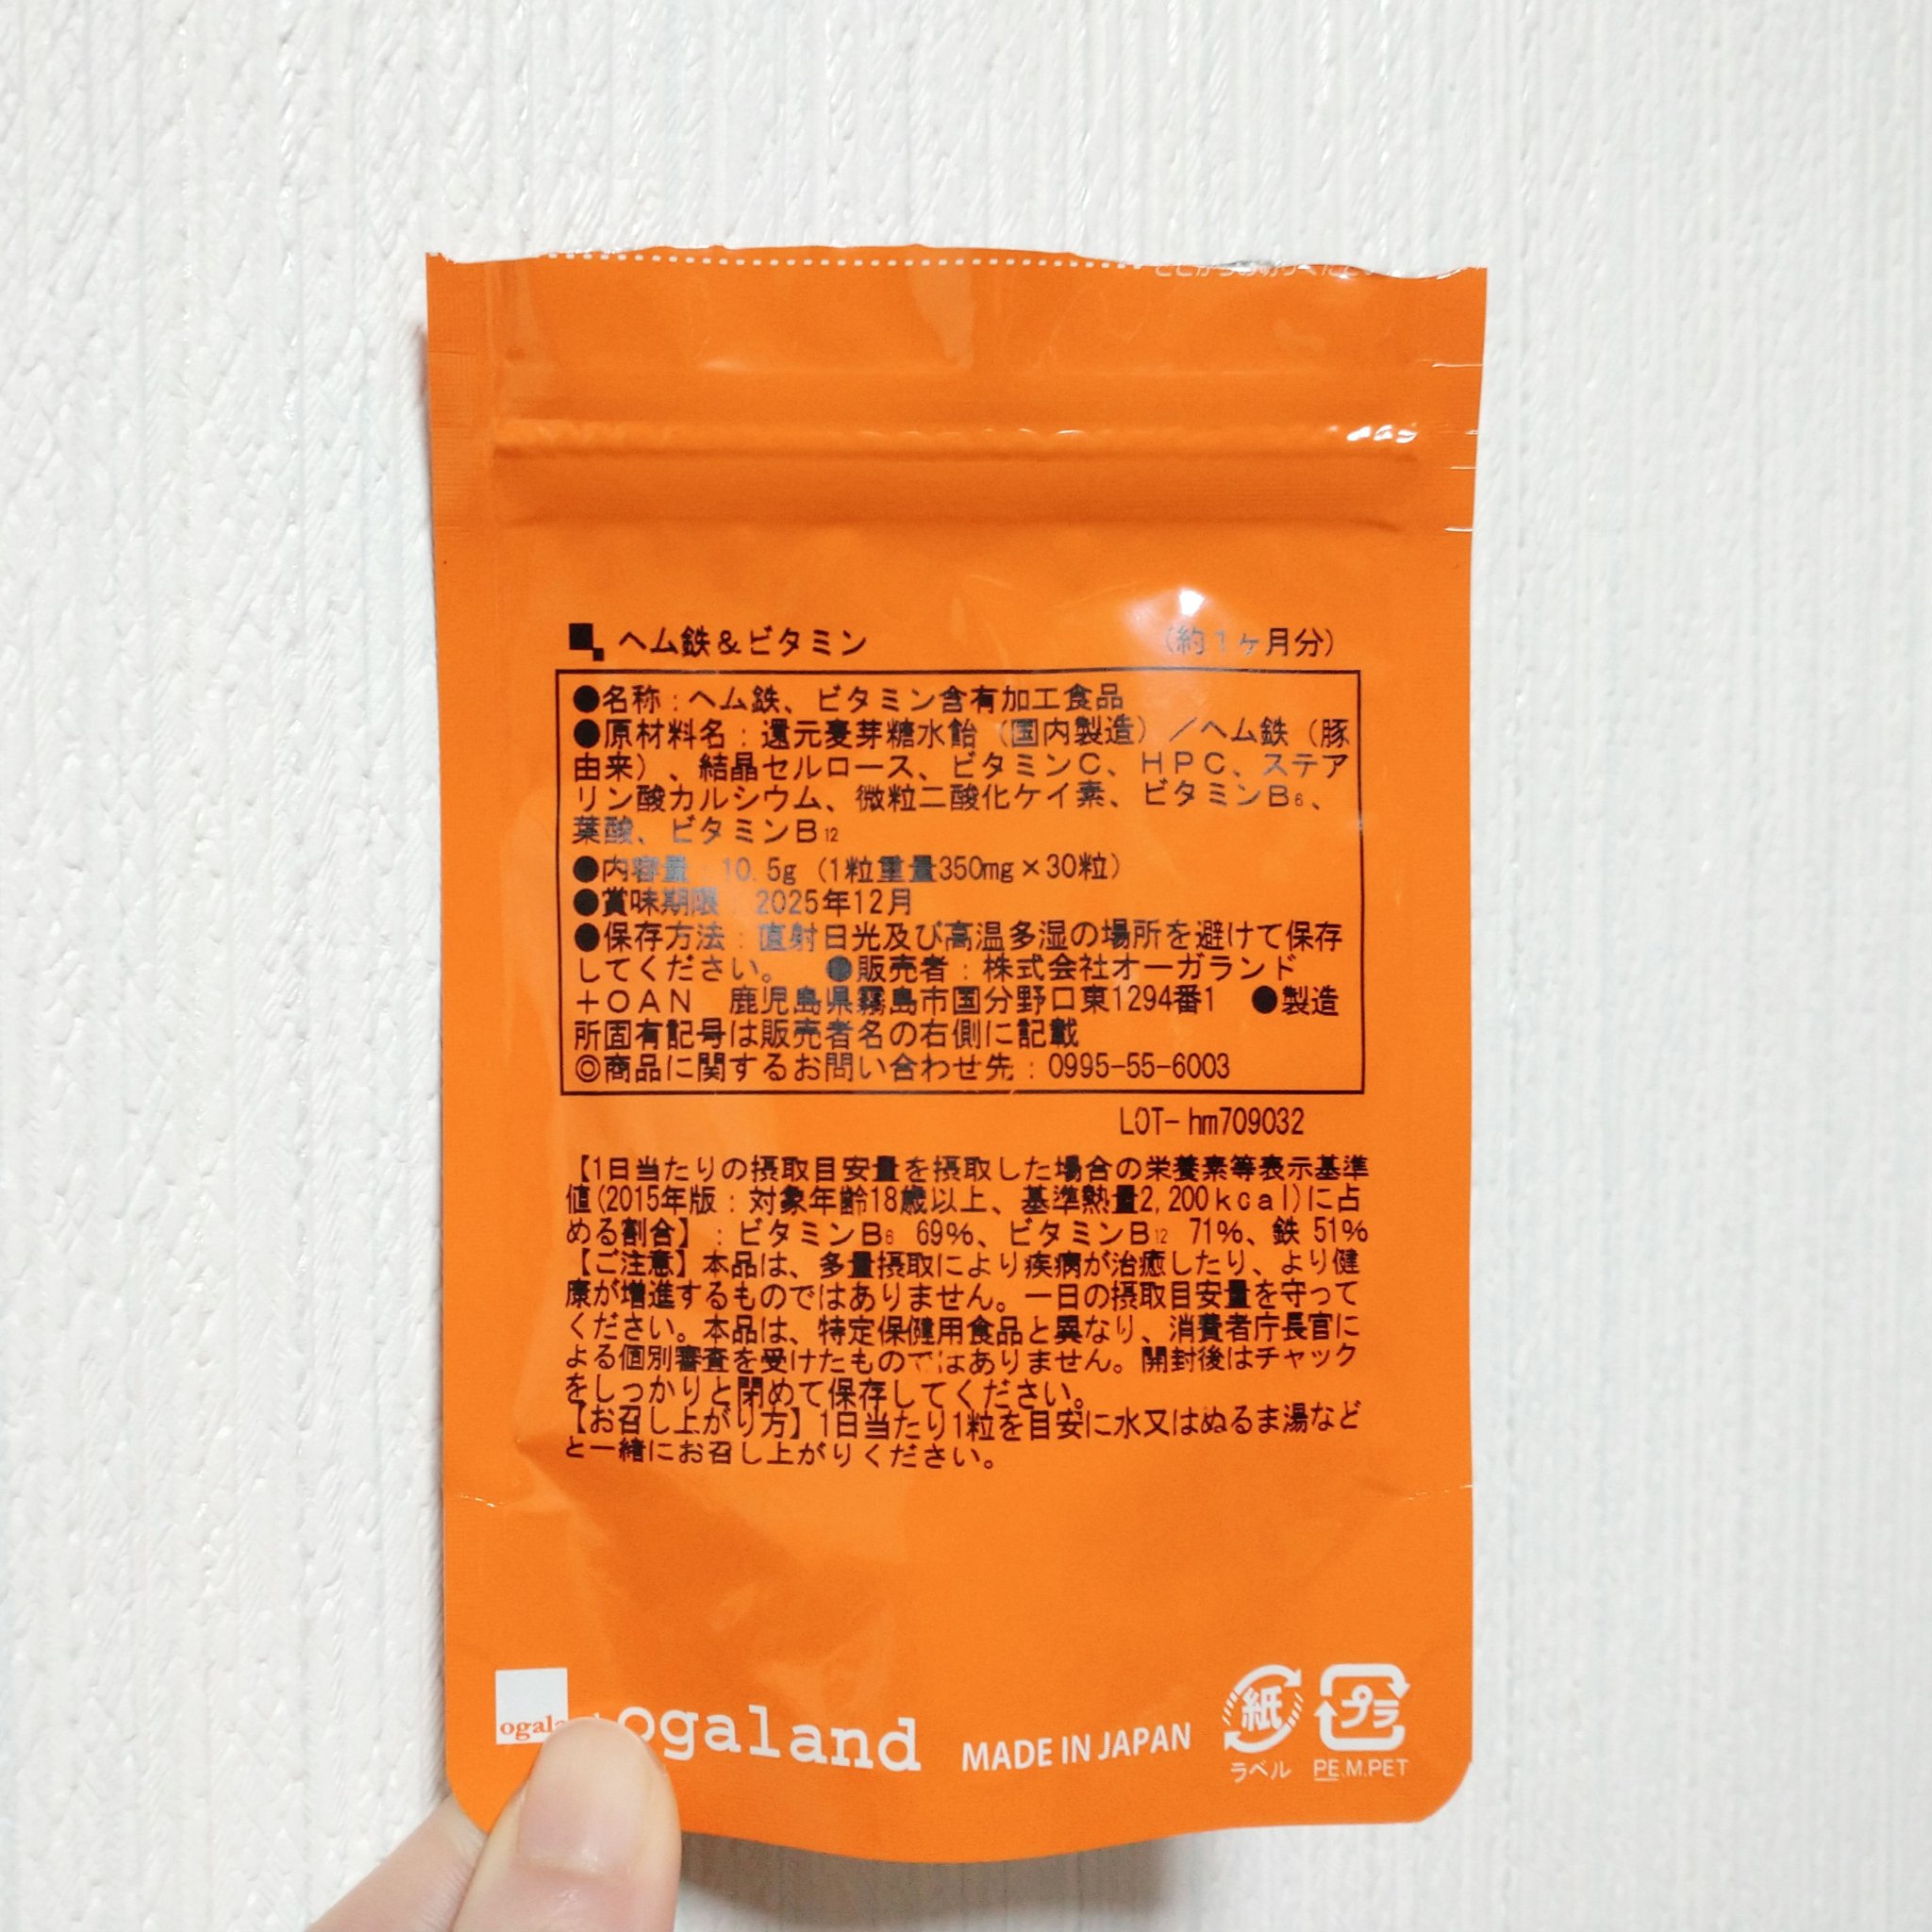 ヘム鉄＆ビタミン （約1ヶ月分）
●名称：ヘム鉄、ビタミン含有加工食品
●原材料名：還元麦芽糖水飴（国内製造）／ヘム鉄（豚
由来）、結晶セルロース、ビタミンC、HPC、ステア
リン酸カルシウム、微粒二酸化ケイ素、ビタミンB₆、
葉酸、ビタミンB₁₂
●内容量：10.5g（1粒重量350mg×30粒）
●賞味期限：2025年12月
●保存方法：直射日光及び高温多湿の場所を避けて保存
してください。 ●販売者：株式会社オーガランド
＋OAN 鹿児島県霧島市国分野口東1294番1 ●製造
所固有記号は販売者名の右側に記載
◎商品に関するお問い合わせ先：0995-55-6003
LOT-hm709032
【1日当たりの摂取目安量を摂取した場合の栄養素等表示基準
値(2015年版：対象年齢18歳以上、基準熱量2,200kcal)に占
める割合】：ビタミンB₆ 69%、ビタミンB₁₂ 71%、鉄 51%
【ご注意】本品は、多量摂取により疾病が治癒したり、より健
康が増進するものではありません。一日の摂取目安量を守って
ください。本品は、特定保健用食品と異なり、消費者庁長官に
よる個別審査を受けたものではありません。開封後はチャック
をしっかりと閉めて保存してください。
【お召し上がり方】1日当たり1粒を目安に水又はぬるま湯など
と一緒にお召し上がりください。
ogaland MADE IN JAPAN 紙 プラ
ラベル PE.M.PET